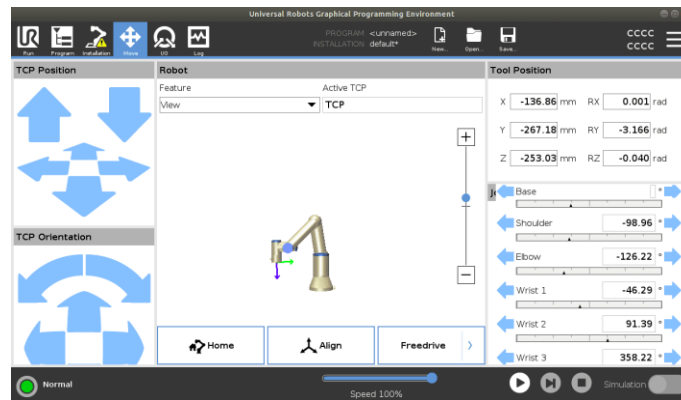 Universal Robots Graphical Programming Environment
Run Program Installation Move I/O Log
PROGRAM <unnamed>
INSTALLATION default*
New... Open... Save...
CCCC
CCCC
TCP Position
Robot
Tool Position
Feature Active TCP
View TCP
X -136.86 mm RX 0.001 rad
Y -267.18 mm RY -3.166 rad
Z -253.03 mm RZ -0.040 rad
Base °
Shoulder -98.96 °
TCP Orientation
Elbow -126.22 °
Wrist 1 -46.29 °
Wrist 2 91.39 °
Wrist 3 358.22 °
Home Align Freedrive
Normal
Speed 100%
Simulation